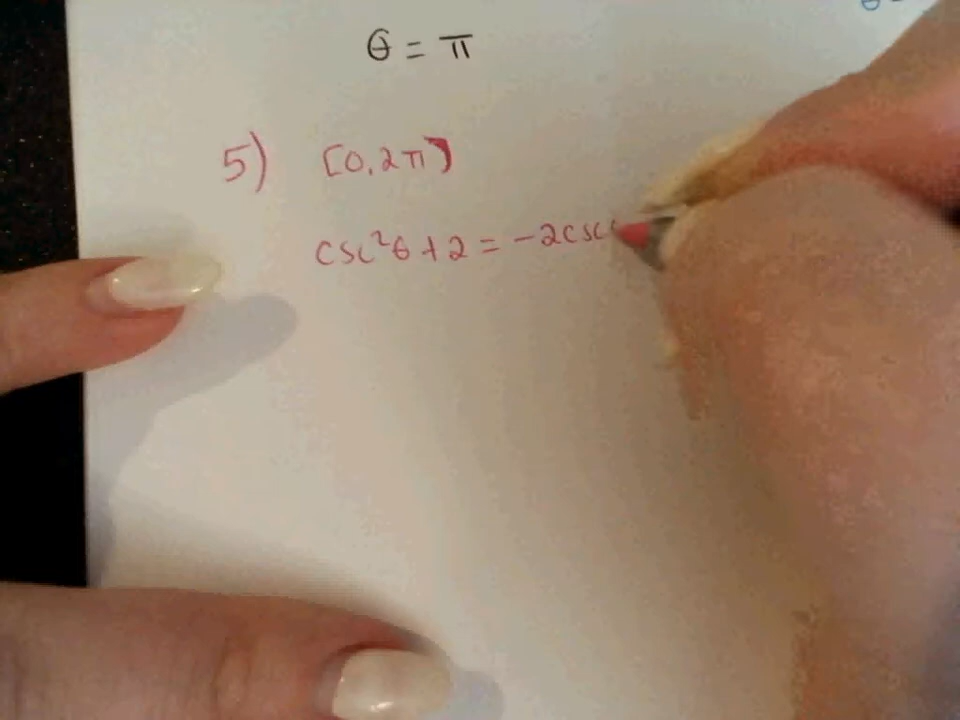 θ = π
5) [0, 2π)
csc²θ + 2 = -2csc